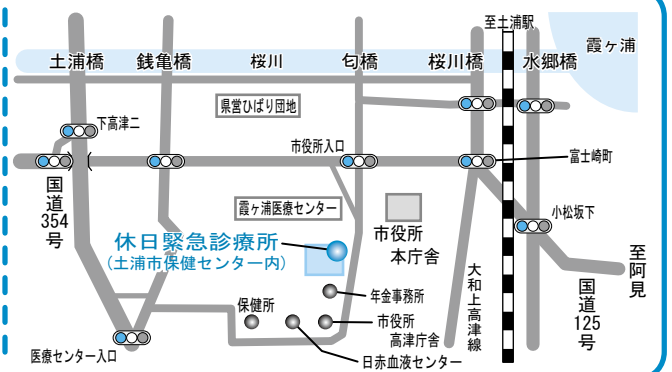 至土浦駅
霞ヶ浦
土浦橋
銭亀橋
桜川
匂橋
桜川橋
水郷橋
県営ひばり団地
下高津二
市役所入口
富士崎町
国道354号
霞ヶ浦医療センター
市役所
本庁舎
小松坂下
休日緊急診療所
(土浦市保健センター内)
至阿見
大和上高津線
国道125号
年金事務所
保健所
市役所
高津庁舎
日赤血液センター
医療センター入口